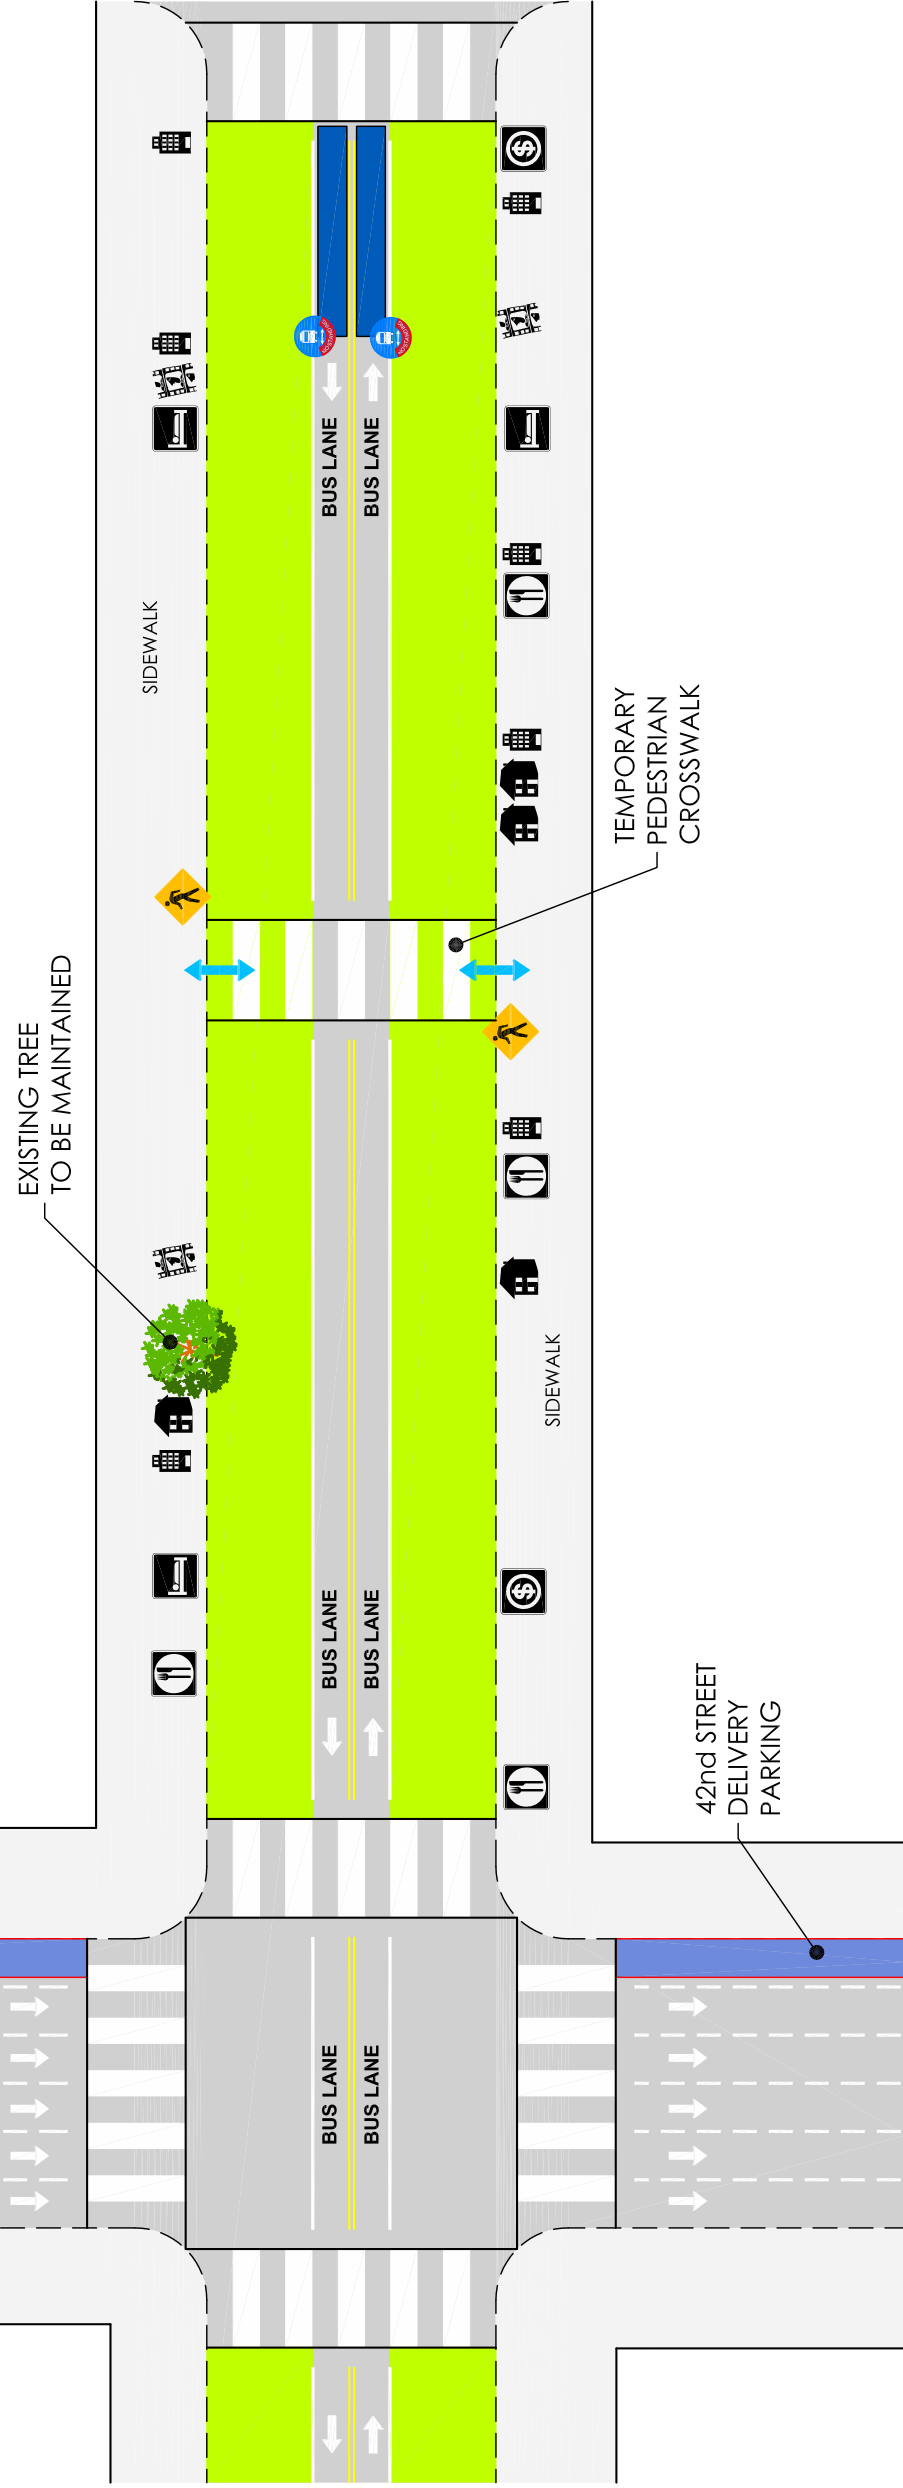 BUS LANE
BUS LANE
SIDEWALK
TEMPORARY
PEDESTRIAN
CROSSWALK
EXISTING TREE
TO BE MAINTAINED
SIDEWALK
BUS LANE
BUS LANE
42nd STREET
DELIVERY
PARKING
BUS LANE
BUS LANE